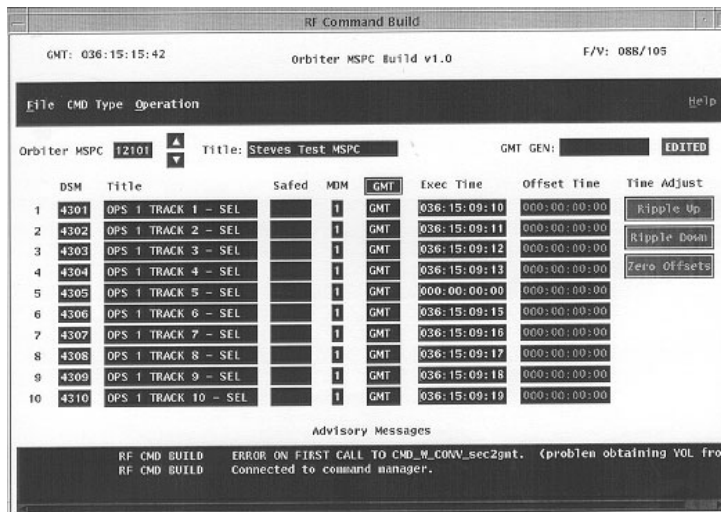 RF Command Build
GMT: 036:15:15:42 Orbiter MSPC Build v1.0 F/V: 088/105
File CMD Type Operation Help
Orbiter MSPC 12101 Title: Steves Test MSPC GMT GEN: EDITED
DSM Title Safed MDM GMT Exec Time Offset Time Time Adjust
1 4301 OPS 1 TRACK 1 - SEL 1 GMT 036:15:09:10 000:00:00:00 Ripple Up
2 4302 OPS 1 TRACK 2 - SEL 1 GMT 036:15:09:11 000:00:00:00 Ripple Down
3 4303 OPS 1 TRACK 3 - SEL 1 GMT 036:15:09:12 000:00:00:00
4 4304 OPS 1 TRACK 4 - SEL 1 GMT 036:15:09:13 000:00:00:00 Zero Offsets
5 4305 OPS 1 TRACK 5 - SEL 1 GMT 000:00:00:00 000:00:00:00
6 4306 OPS 1 TRACK 6 - SEL 1 GMT 036:15:09:15 000:00:00:00
7 4307 OPS 1 TRACK 7 - SEL 1 GMT 036:15:09:16 000:00:00:00
8 4308 OPS 1 TRACK 8 - SEL 1 GMT 036:15:09:17 000:00:00:00
9 4309 OPS 1 TRACK 9 - SEL 1 GMT 036:15:09:18 000:00:00:00
10 4310 OPS 1 TRACK 10 - SEL 1 GMT 036:15:09:19 000:00:00:00
Advisory Messages
RF CMD BUILD ERROR ON FIRST CALL TO CMD_M_CONV_sec2gmt. (problem obtaining VOL fro
RF CMD BUILD Connected to command manager.